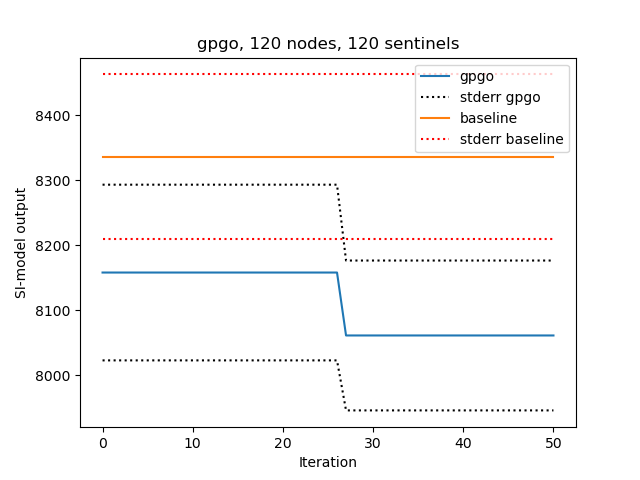 gpgo, 120 nodes, 120 sentinels
gpgo
stderr gpgo
baseline
stderr baseline
SI-model output
8400
8300
8200
8100
8000
0 10 20 30 40 50
Iteration